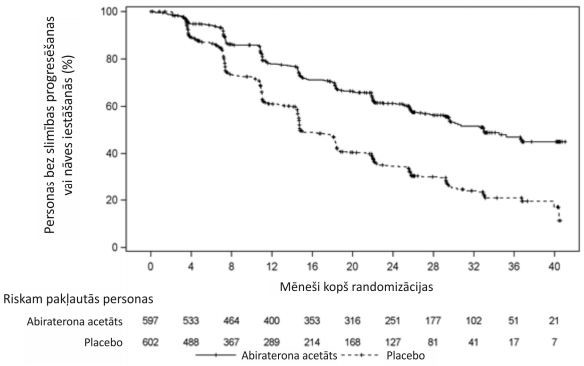 Personas bez slimības progresēšanas
vai nāves iestāšanās (%)
100
80
60
40
20
0
0 4 8 12 16 20 24 28 32 36 40
Mēneši kopš randomizācijas
Riskam pakļautās personas
Abiraterona acetāts 597 533 464 400 353 316 251 177 102 51 21
Placebo 602 488 367 289 214 168 127 81 41 17 7
Abiraterona acetāts Placebo